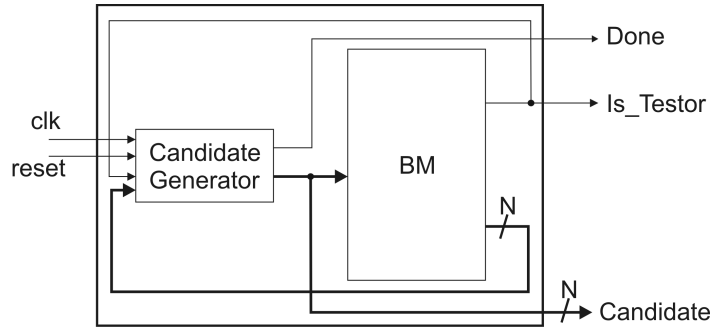 Done
Is_Testor
clk
reset
Candidate
Generator
BM
N
N
Candidate